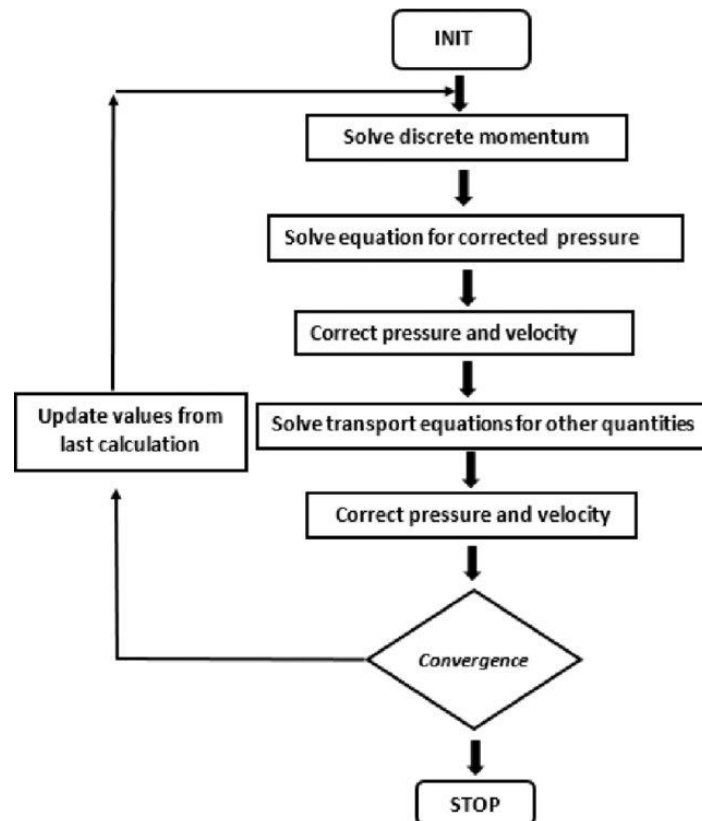 INIT
Solve discrete momentum
Solve equation for corrected pressure
Correct pressure and velocity
Update values from
last calculation
Solve transport equations for other quantities
Correct pressure and velocity
Convergence
STOP